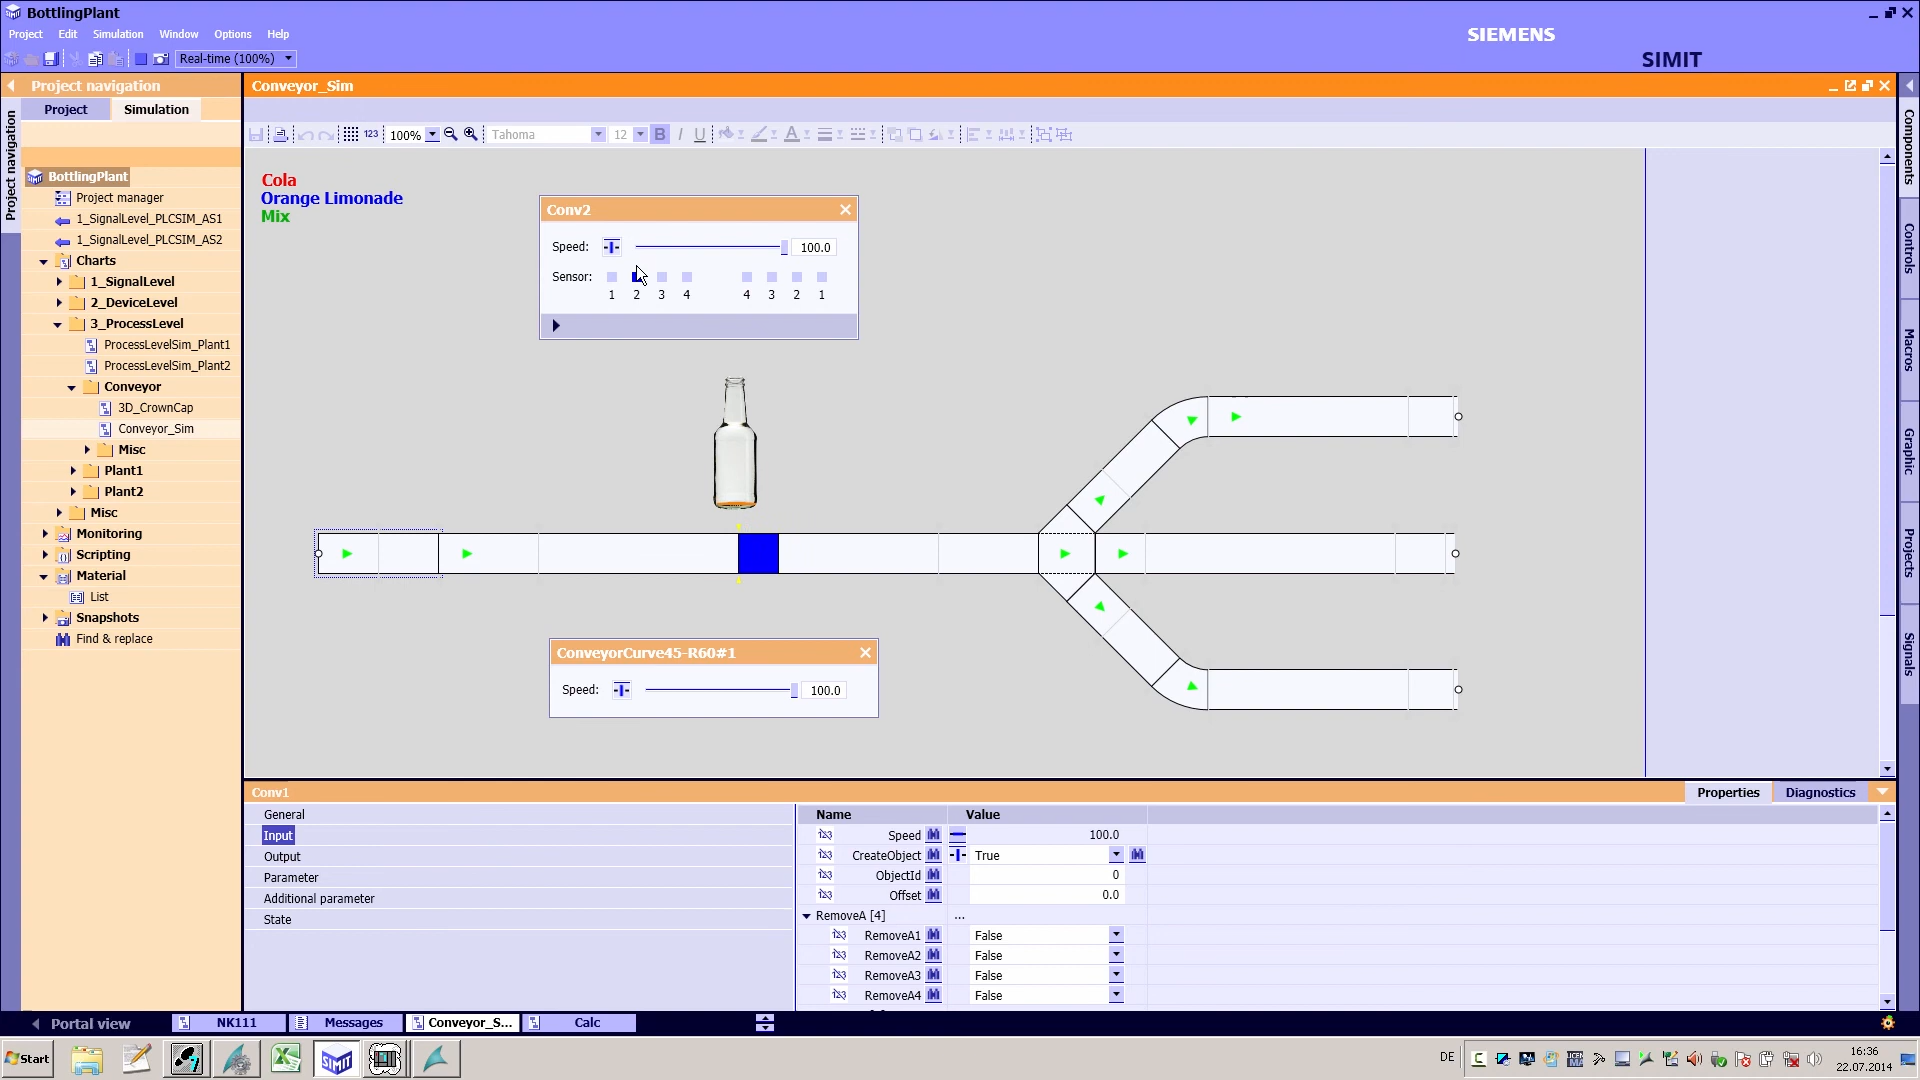 BottlingPlant
Project Edit Simulation Window Options Help
SIEMENS
SIMIT
Real-time (100%)
Project navigation
Conveyor_Sim
Project Simulation
100% Tahoma 12 B I U
Project navigation
BottlingPlant
Project manager
1_SignalLevel_PLCSIM_AS1
1_SignalLevel_PLCSIM_AS2
Charts
1_SignalLevel
2_DeviceLevel
3_ProcessLevel
ProcessLevelSim_Plant1
ProcessLevelSim_Plant2
Conveyor
3D_CrownCap
Conveyor_Sim
Misc
Plant1
Plant2
Misc
Monitoring
Scripting
Material
List
Snapshots
Find & replace
Cola
Orange Limonade
Mix
Conv2
Speed: 100.0
Sensor:
1 2 3 4 4 3 2 1
ConveyorCurve45-R60#1
Speed: 100.0
Components
Controls
Macros
Graphic
Projects
Signals
Conv1
Properties Diagnostics
General
Input
Output
Parameter
Additional parameter
State
Name Value
Speed 100.0
CreateObject True
ObjectId 0
Offset 0.0
RemoveA [4] ...
RemoveA1 False
RemoveA2 False
RemoveA3 False
RemoveA4 False
Portal view NK111 Messages Conveyor_S... Calc
Start
SIMIT
DE
16:36
22.07.2014